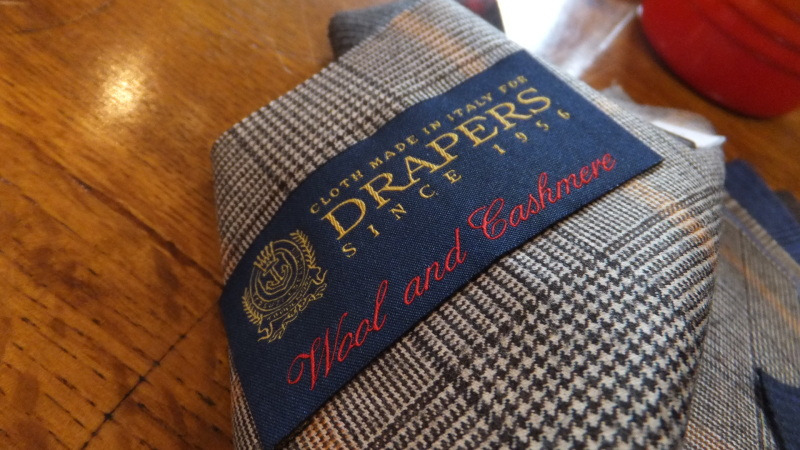 CLOTH MADE IN ITALY FOR
DRAPERS
SINCE 1956
Wool and Cashmere